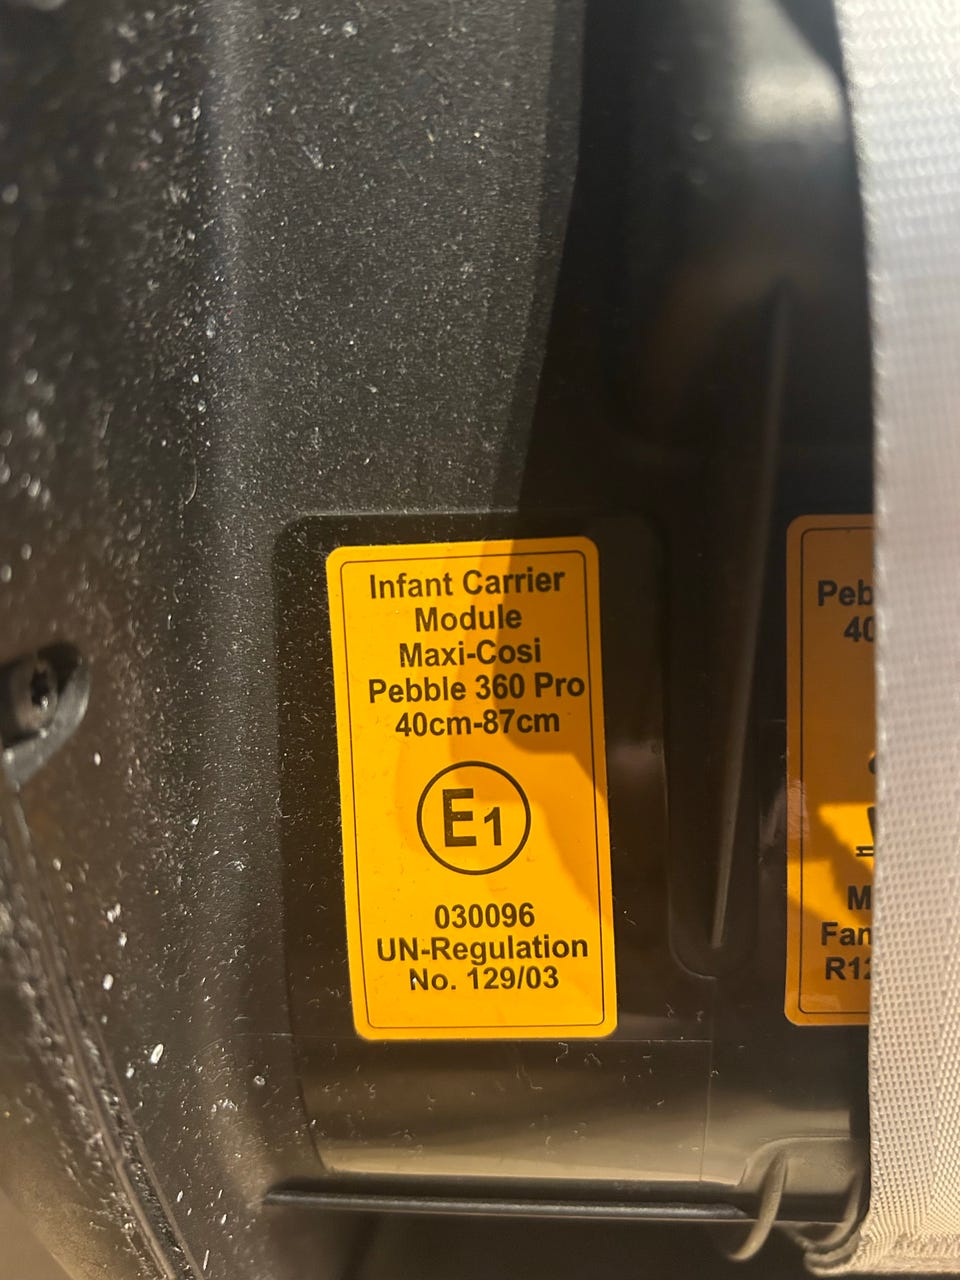 Infant Carrier
Module
Maxi-Cosi
Pebble 360 Pro
40cm-87cm
E1
030096
UN-Regulation
No. 129/03